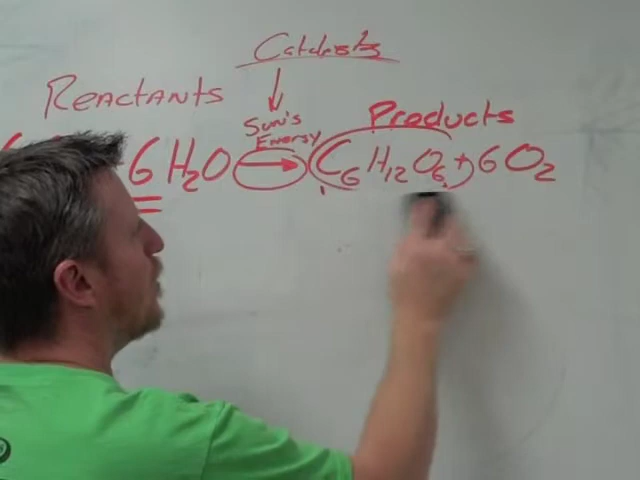 Catalysts
Reactants
Sun's
Energy
Products
6H₂O → C₆H₁₂O₆ + 6O₂